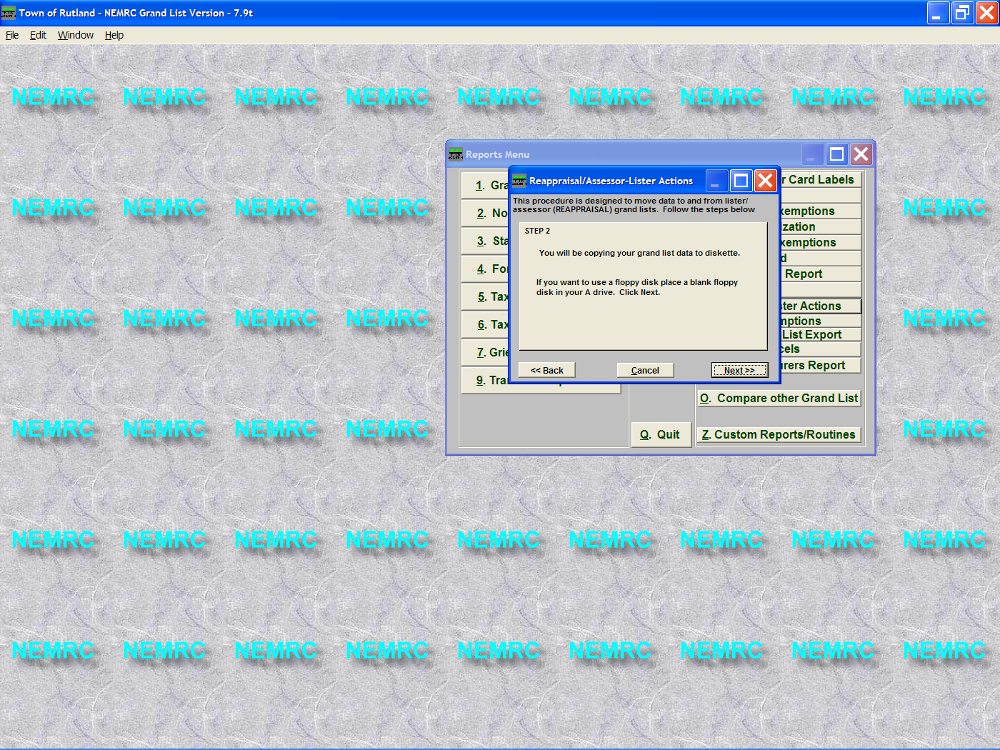 Town of Rutland - NEMRC Grand List Version - 7.9t
File Edit Window Help
NEMRC NEMRC NEMRC NEMRC NEMRC NEMRC NEMRC NEMRC NEMRC
Reports Menu
Reappraisal/Assessor-Lister Actions
This procedure is designed to move data to and from lister/
assessor (REAPPRAISAL) grand lists. Follow the steps below
STEP 2
You will be copying your grand list data to diskette.
If you want to use a floppy disk place a blank floppy
disk in your A drive. Click Next.
<< Back Cancel Next >>
1. Gra
2. No
3. Sta
4. For
5. Tax
6. Tax
7. Grie
9. Tra
r Card Labels
xemptions
ization
xemptions
d
Report
ster Actions
mptions
List Export
cels
urers Report
O. Compare other Grand List
Q. Quit
Z. Custom Reports/Routines
NEMRC NEMRC NEMRC NEMRC NEMRC
NEMRC NEMRC NEMRC NEMRC NEMRC
NEMRC NEMRC NEMRC NEMRC NEMRC
NEMRC NEMRC NEMRC NEMRC NEMRC NEMRC NEMRC NEMRC NEMRC
NEMRC NEMRC NEMRC NEMRC NEMRC NEMRC NEMRC NEMRC NEMRC